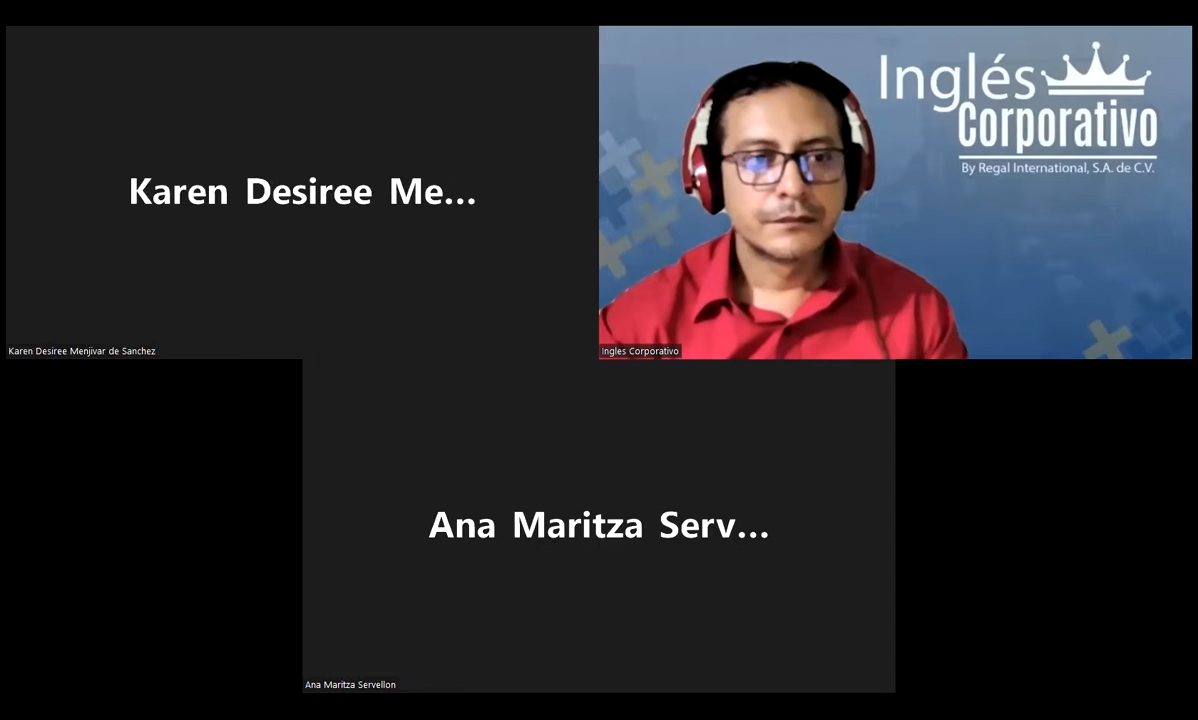 Karen Desiree Me...
Karen Desiree Menjivar de Sanchez
Inglés
Corporativo
By Regal International, S.A. de C.V.
Ingles Corporativo
Ana Maritza Serv...
Ana Maritza Servellon